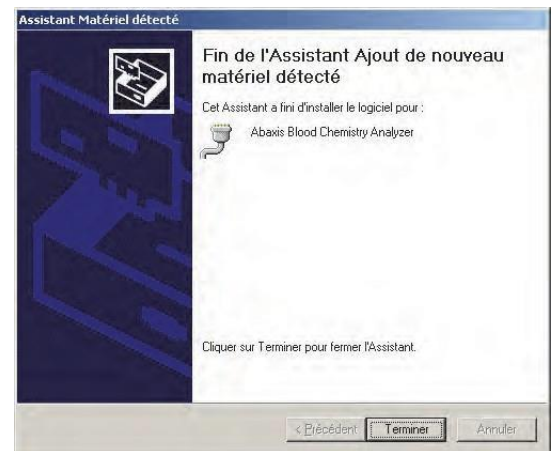 Assistant Matériel détecté
Fin de l'Assistant Ajout de nouveau
matériel détecté
Cet Assistant a fini d'installer le logiciel pour :
Abaxis Blood Chemistry Analyzer
Cliquer sur Terminer pour fermer l'Assistant.
< Précédent
Terminer
Annuler